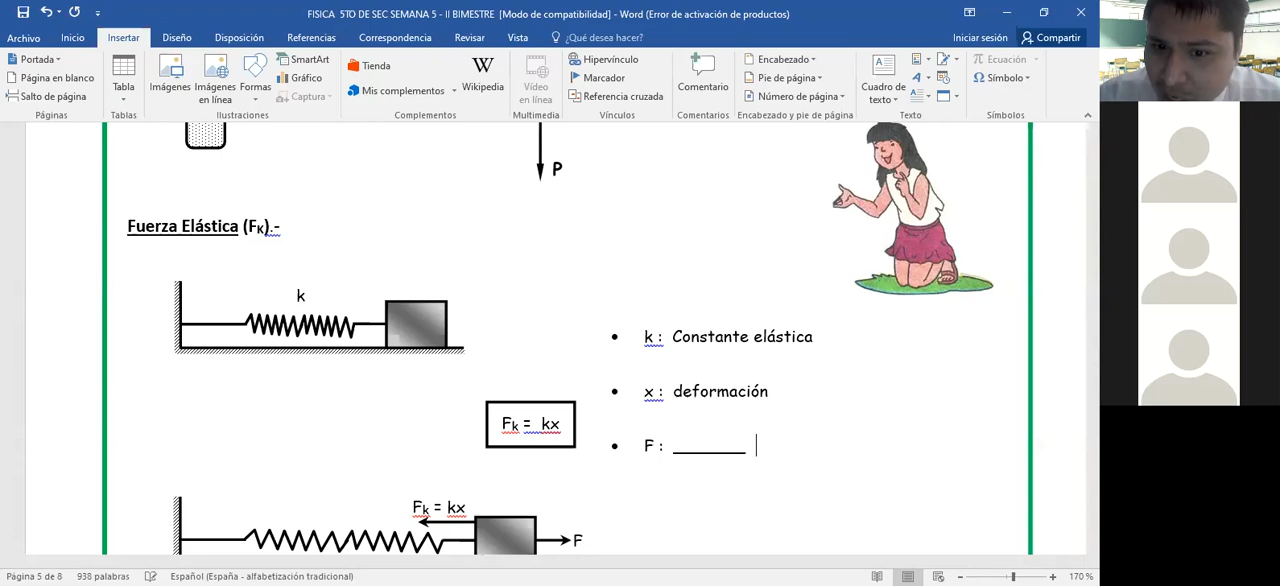 FISICA 5TO DE SEC SEMANA 5 - II BIMESTRE [Modo de compatibilidad] - Word (Error de activación de productos)
Archivo Inicio Insertar Diseño Disposición Referencias Correspondencia Revisar Vista ¿Qué desea hacer? Iniciar sesión Compartir
Portada
Página en blanco
Salto de página
Páginas
Tabla
Tablas
Imágenes
Imágenes en línea
Formas
SmartArt
Gráfico
Captura
Ilustraciones
Tienda
Mis complementos
Wikipedia
Complementos
Vídeo en línea
Multimedia
Hipervínculo
Marcador
Referencia cruzada
Vínculos
Comentario
Comentarios
Encabezado
Pie de página
Número de página
Encabezado y pie de página
Cuadro de texto
Texto
Ecuación
Símbolo
Símbolos
P
Fuerza Elástica (FK).-
k
• k : Constante elástica
• x : deformación
Fk = kx
• F : ________
Fk = kx
F
Página 5 de 8 938 palabras Español (España - alfabetización tradicional) 170 %